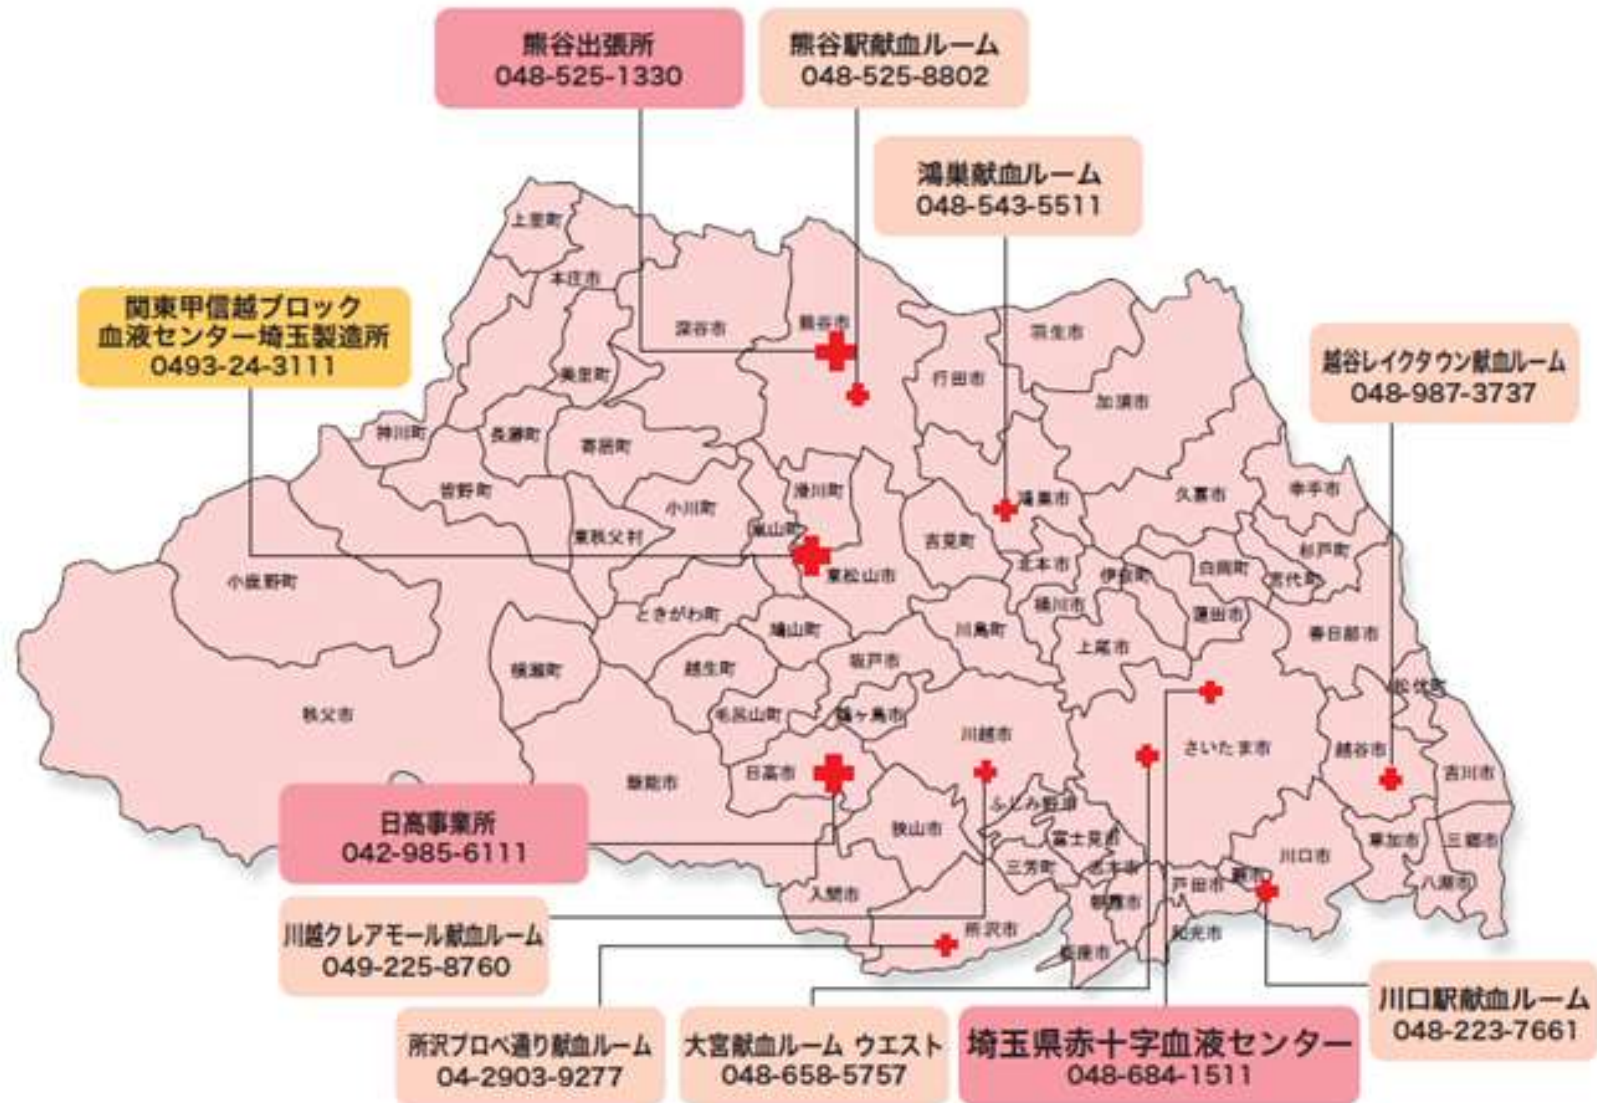 熊谷出張所
048-525-1330
熊谷駅献血ルーム
048-525-8802
鴻巣献血ルーム
048-543-5511
関東甲信越ブロック
血液センター埼玉製造所
0493-24-3111
越谷レイクタウン献血ルーム
048-987-3737
上里町
本庄市
深谷市
熊谷市
羽生市
行田市
加須市
美里町
神川町
長瀞町
寄居町
皆野町
滑川町
小川町
嵐山町
東秩父村
吉見町
鴻巣市
久喜市
幸手市
杉戸町
北本市
伊奈町
白岡町
宮代町
東松山市
小鹿野町
ときがわ町
鳩山町
川島町
桶川市
蓮田市
上尾市
春日部市
横瀬町
越生町
坂戸市
松伏町
秩父市
毛呂山町
鶴ヶ島市
川越市
さいたま市
越谷市
吉川市
飯能市
日高市
狭山市
ふじみ野市
富士見市
三芳町
志木市
川口市
草加市
三郷市
八潮市
戸田市
蕨市
入間市
朝霞市
所沢市
和光市
新座市
日高事業所
042-985-6111
川越クレアモール献血ルーム
049-225-8760
所沢プロペ通り献血ルーム
04-2903-9277
大宮献血ルーム ウエスト
048-658-5757
埼玉県赤十字血液センター
048-684-1511
川口駅献血ルーム
048-223-7661